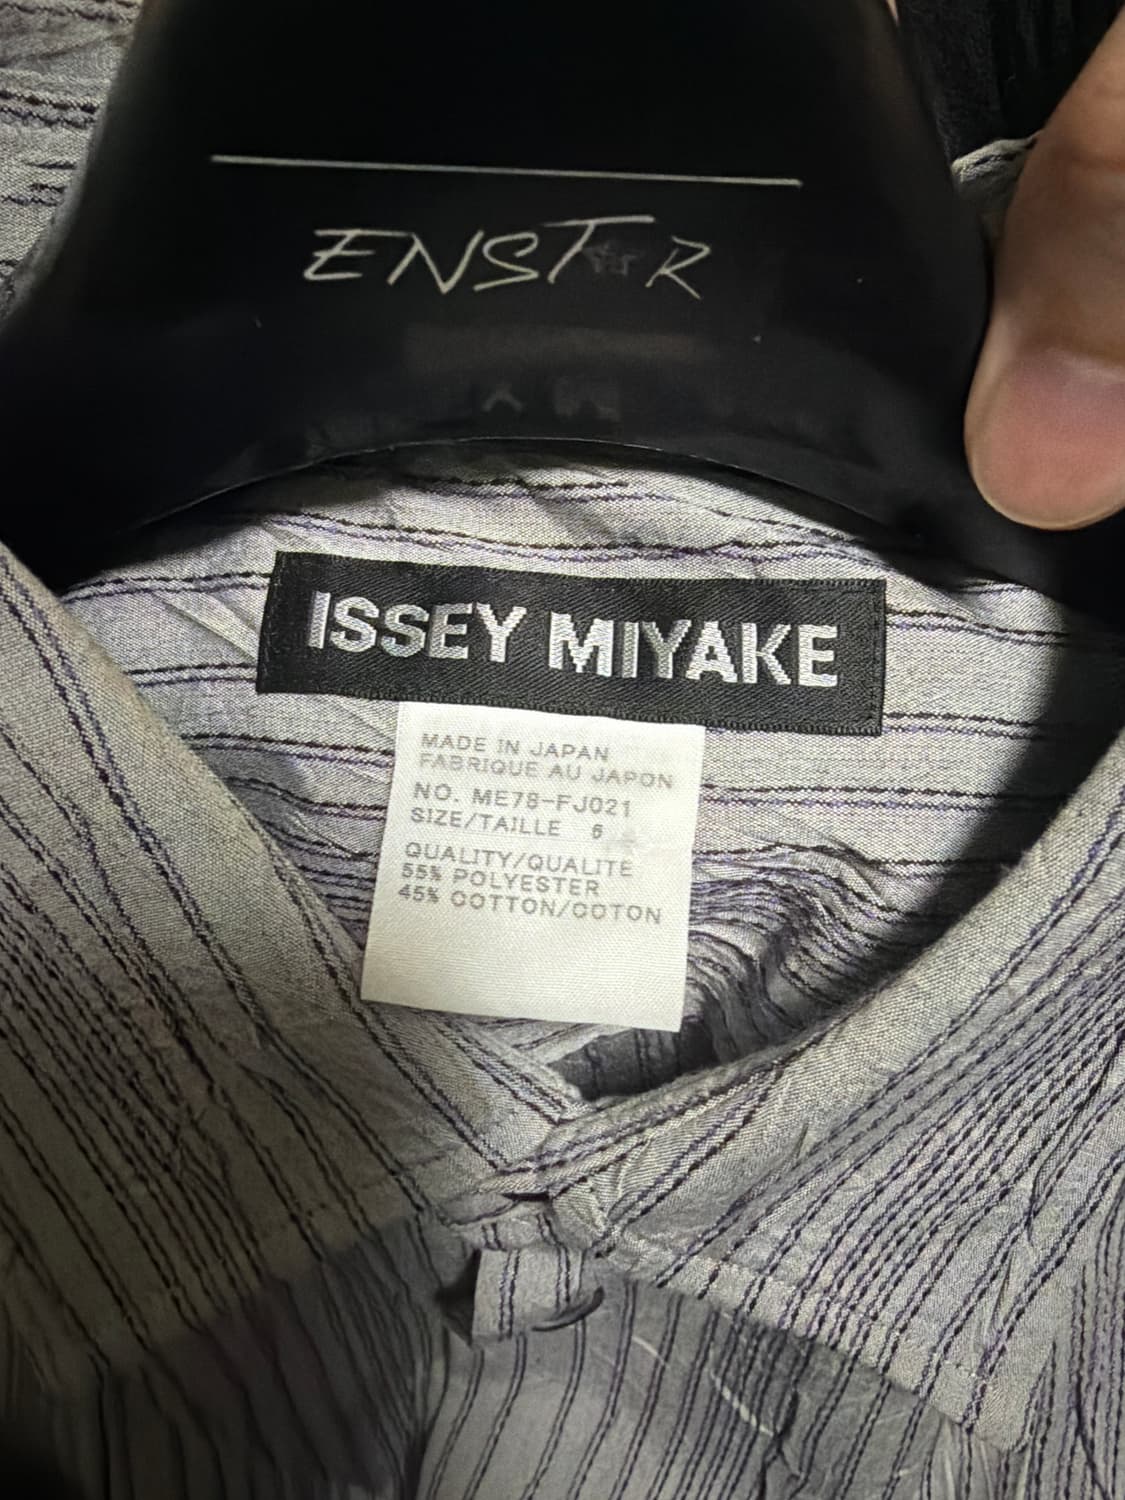 ENST R
ISSEY MIYAKE
MADE IN JAPAN
FABRIQUE AU JAPON
NO. ME78-FJ021
SIZE/TAILLE 6
QUALITY/QUALITE
55% POLYESTER
45% COTTON/COTON